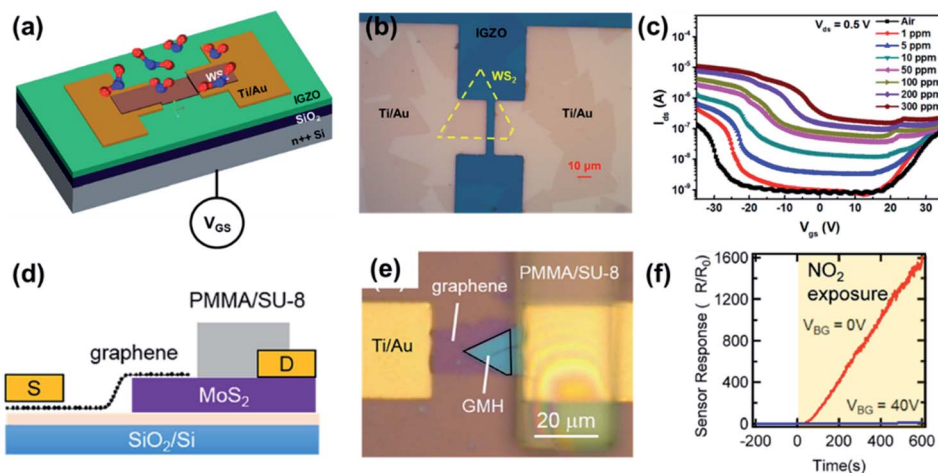 (a)
WS2
Ti/Au
IGZO
SiO2
n++ Si
VGS
(b)
IGZO
WS2
Ti/Au
Ti/Au
10 μm
(c)
Vds = 0.5 V
Air
1 ppm
5 ppm
10 ppm
50 ppm
100 ppm
200 ppm
300 ppm
Ids (A)
10-4
10-5
10-6
10-7
10-8
10-9
-30 -20 -10 0 10 20 30
Vgs (V)
(d)
PMMA/SU-8
graphene
S
D
MoS2
SiO2/Si
(e)
PMMA/SU-8
graphene
Ti/Au
GMH
20 μm
(f)
Sensor Response ( R/R0)
1600
1200
800
400
0
NO2
exposure
VBG = 0V
VBG = 40V
-200 0 200 400 600
Time(s)